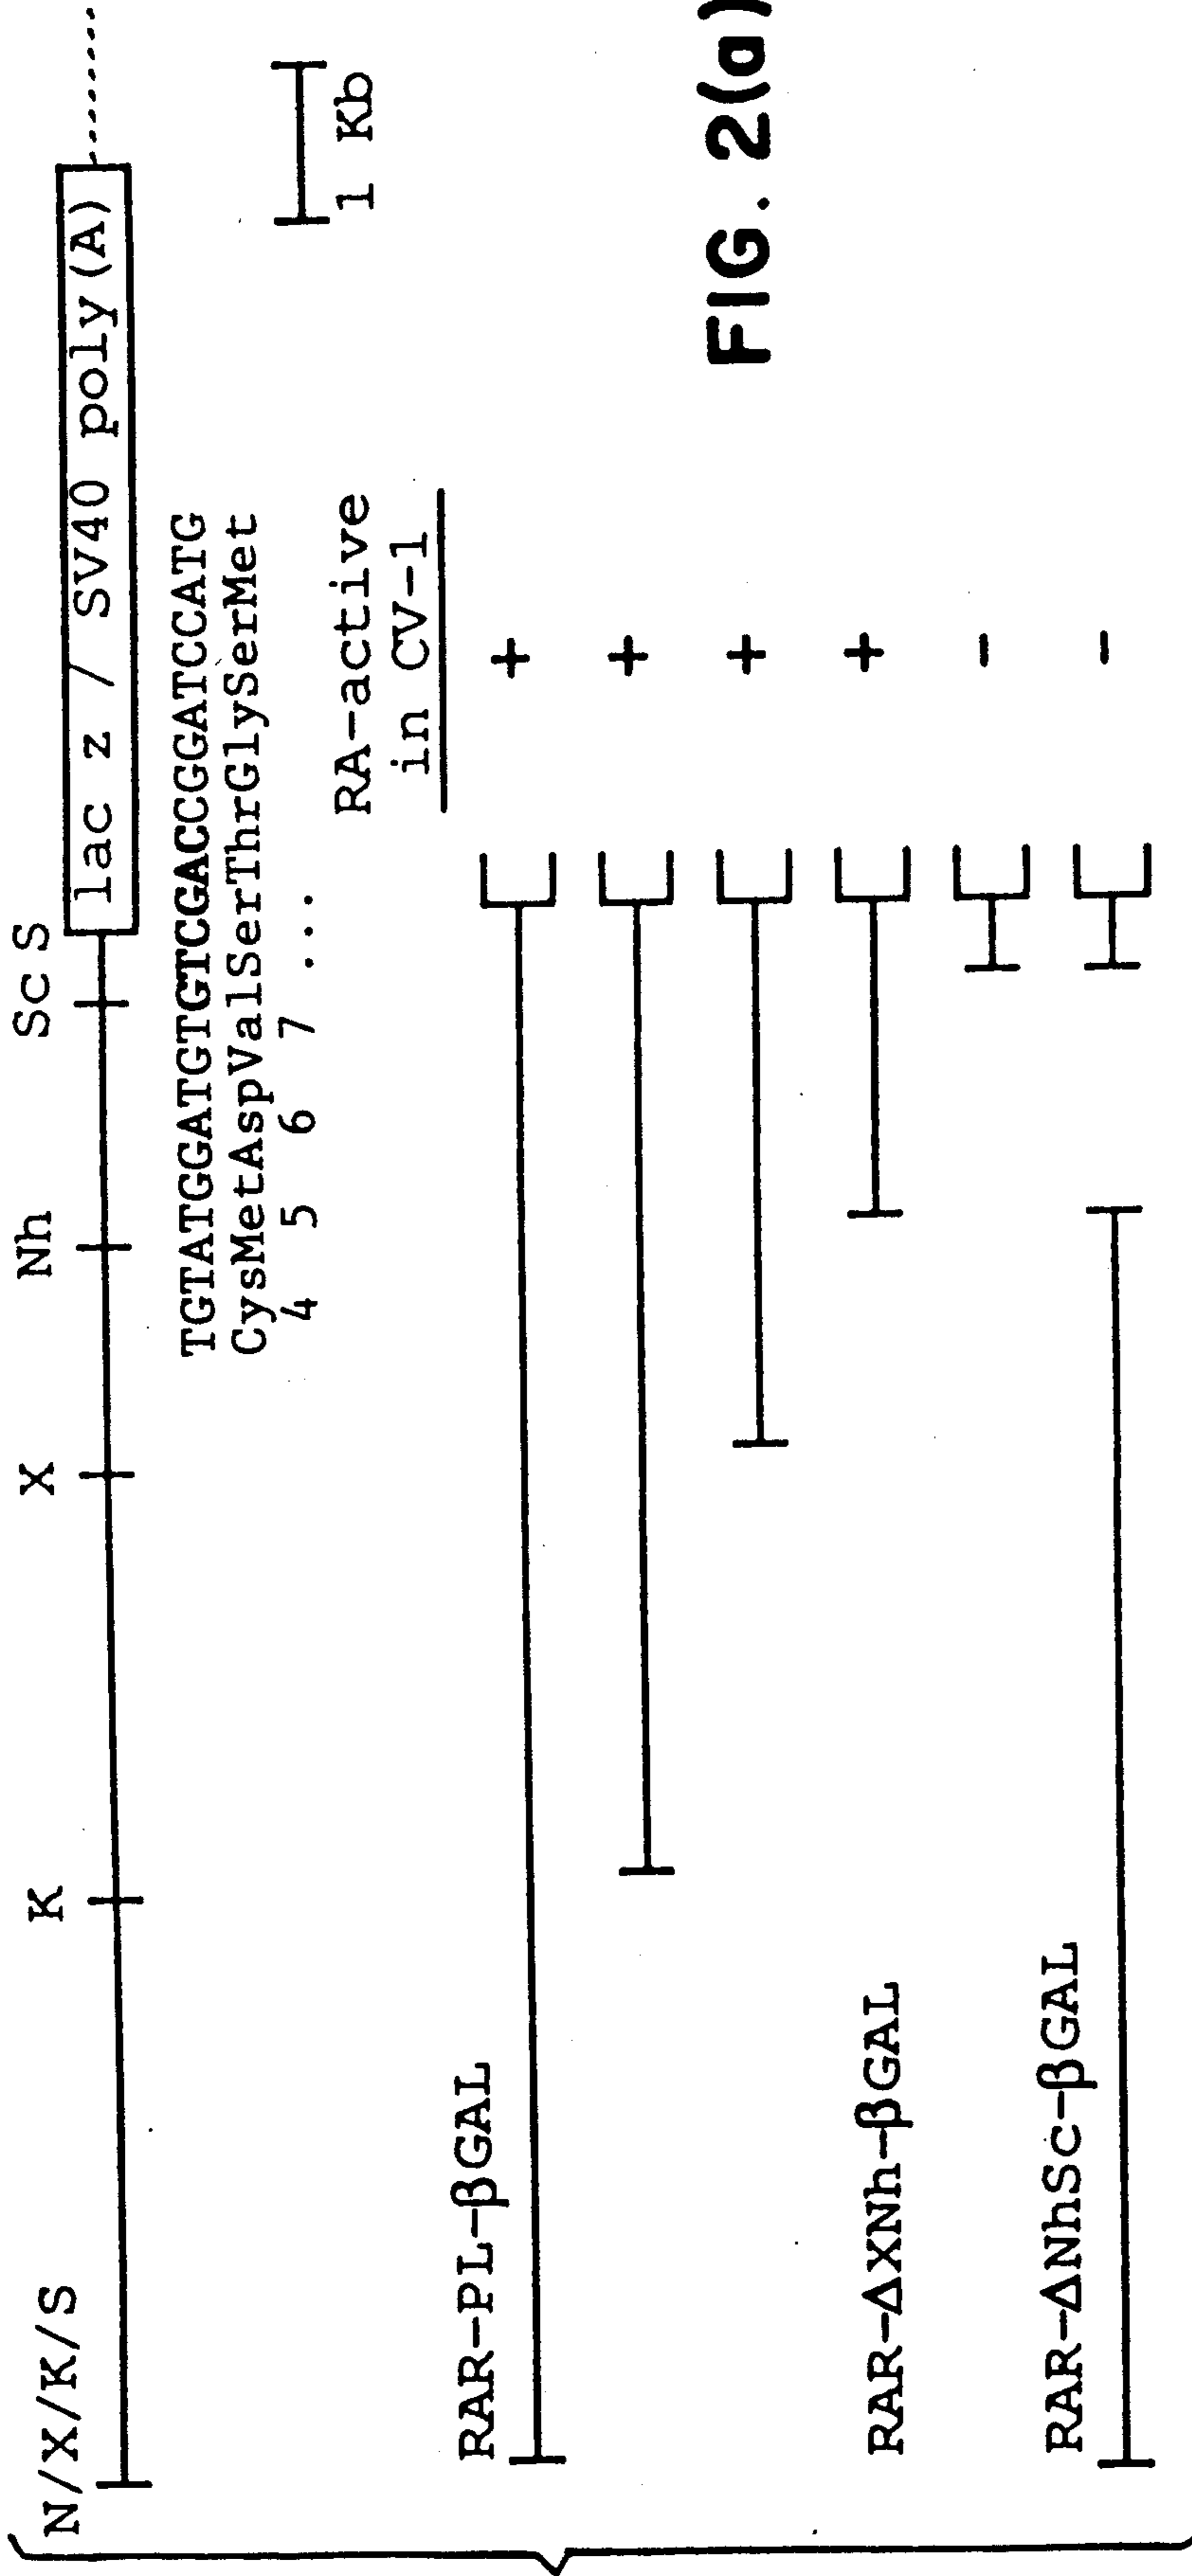 N/X/K/S K X Nh Sc S
lac z / SV40 poly(A)
TGTATGGATGTGTCGACCGGATCCATG
CysMetAspValSerThrGlySerMet
4 5 6 7 ...
1 Kb
RA-active
in CV-1
RAR-PL-βGAL
+
+
+
RAR-ΔXNh-βGAL
+
-
RAR-ΔNhSc-βGAL
-
FIG. 2(a)